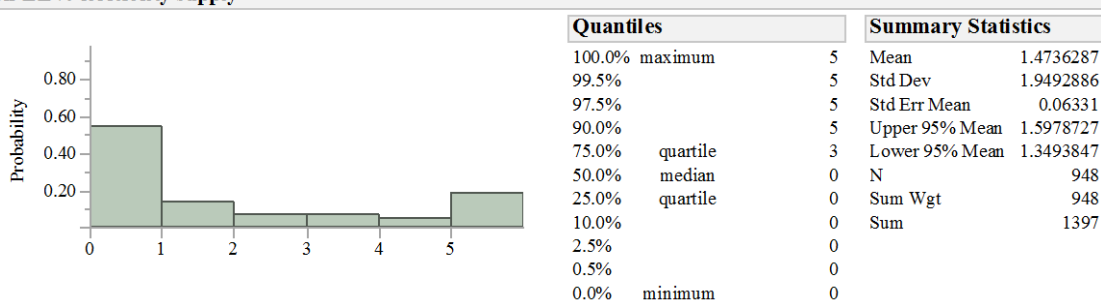 Quantiles
100.0% maximum 5
99.5% 5
97.5% 5
90.0% 5
75.0% quartile 3
50.0% median 0
25.0% quartile 0
10.0% 0
2.5% 0
0.5% 0
0.0% minimum 0
Summary Statistics
Mean 1.4736287
Std Dev 1.9492886
Std Err Mean 0.06331
Upper 95% Mean 1.5978727
Lower 95% Mean 1.3493847
N 948
Sum Wgt 948
Sum 1397
Probability
0.80
0.60
0.40
0.20
0 1 2 3 4 5